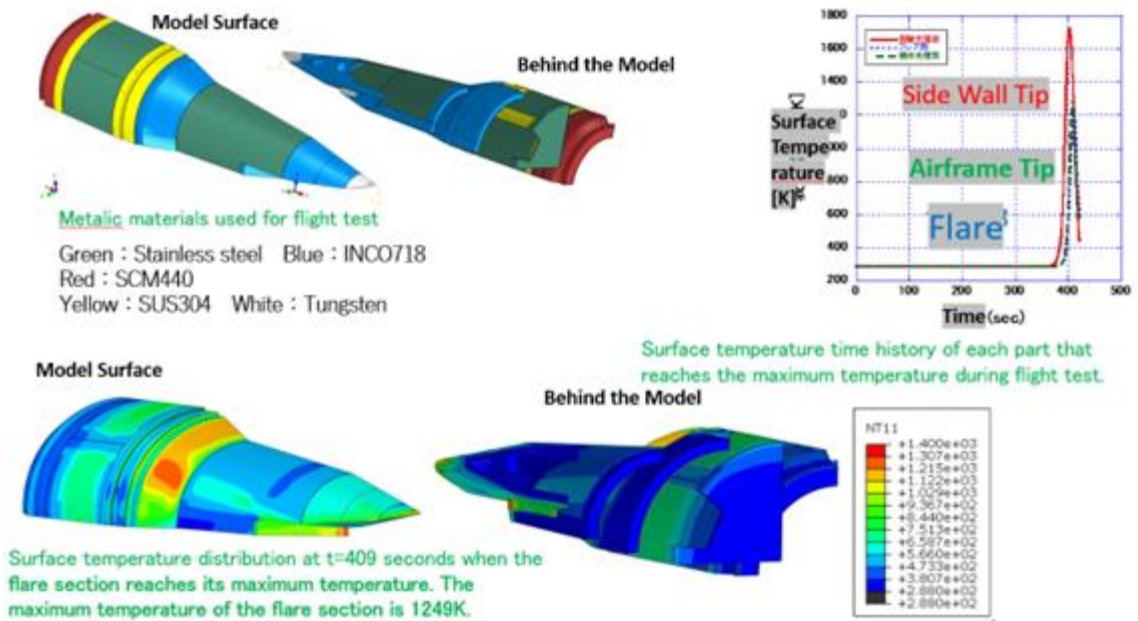 Model Surface
Behind the Model
Metalic materials used for flight test
Green：Stainless steel Blue：INCO718
Red：SCM440
Yellow：SUS304 White：Tungsten
1800
1600
1400
800
600
400
200
0 100 200 300 400 500
Side Wall Tip
Airframe Tip
Flare
Surface
Tempe
rature
[K]
Time(sec)
Surface temperature time history of each part that
reaches the maximum temperature during flight test.
Model Surface
Behind the Model
NT11
+1.400e+03
+1.307e+03
+1.215e+03
+1.122e+03
+1.029e+03
+9.367e+02
+8.440e+02
+7.513e+02
+6.587e+02
+5.660e+02
+4.733e+02
+3.807e+02
+2.880e+02
+2.880e+02
Surface temperature distribution at t=409 seconds when the
flare section reaches its maximum temperature. The
maximum temperature of the flare section is 1249K.